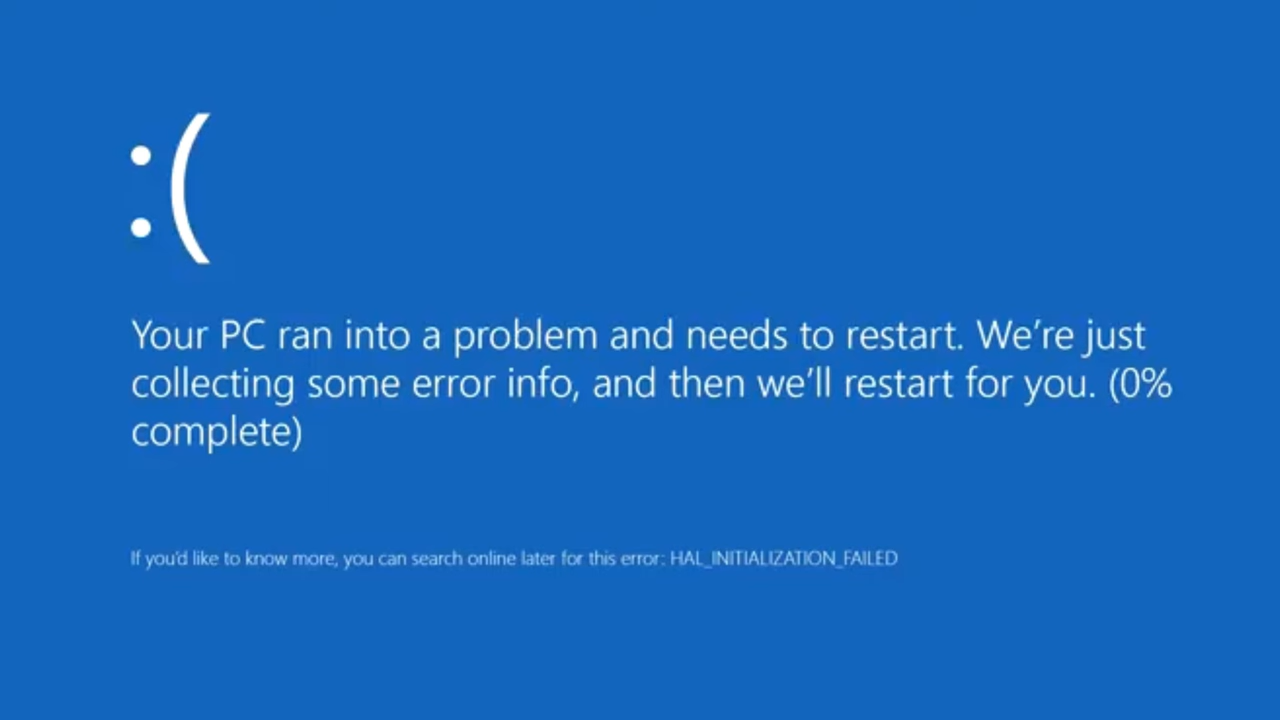 :(
Your PC ran into a problem and needs to restart. We’re just
collecting some error info, and then we’ll restart for you. (0%
complete)
If you’d like to know more, you can search online later for this error: HAL_INITIALIZATION_FAILED